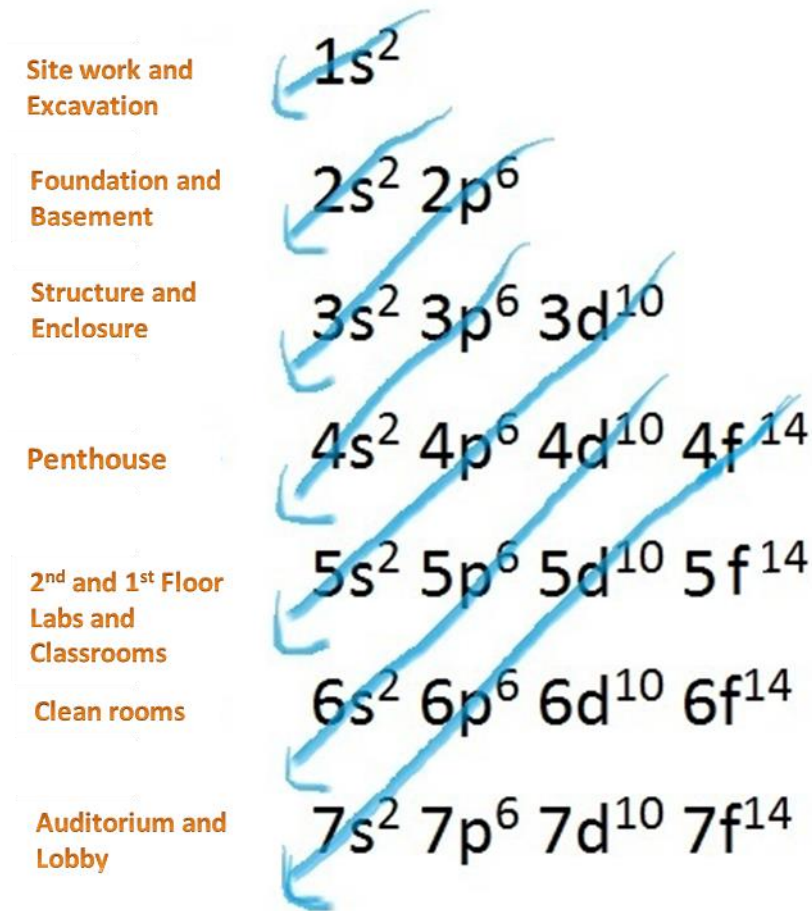 Site work and
Excavation
1s²
Foundation and
Basement
2s² 2p⁶
Structure and
Enclosure
3s² 3p⁶ 3d¹⁰
Penthouse
4s² 4p⁶ 4d¹⁰ 4f¹⁴
2ⁿᵈ and 1ˢᵗ Floor
Labs and
Classrooms
5s² 5p⁶ 5d¹⁰ 5f¹⁴
Clean rooms
6s² 6p⁶ 6d¹⁰ 6f¹⁴
Auditorium and
Lobby
7s² 7p⁶ 7d¹⁰ 7f¹⁴